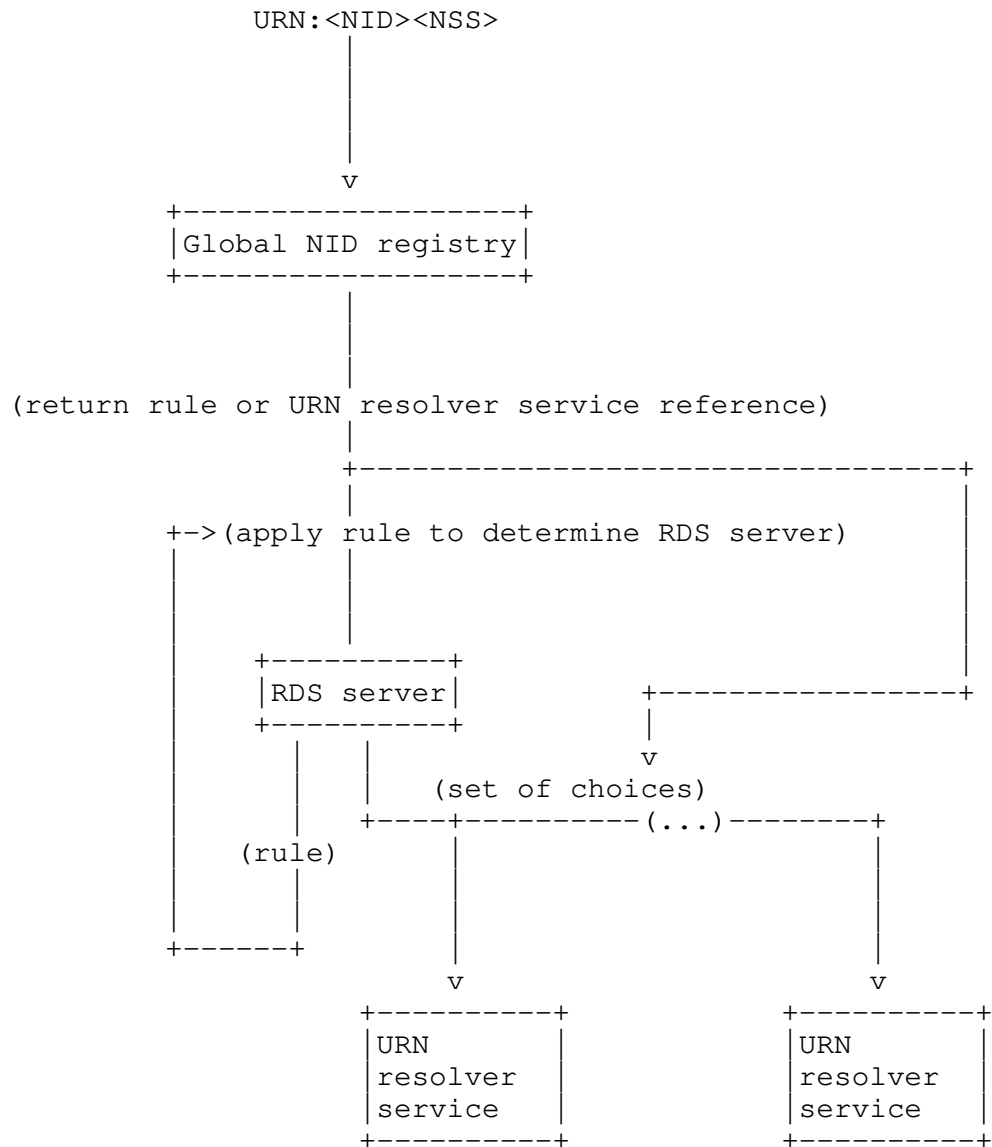 URN:<NID><NSS>
v
Global NID registry
(return rule or URN resolver service reference)
+->(apply rule to determine RDS server)
RDS server
v
(set of choices)
(...)
(rule)
v v
URN URN
resolver resolver
service service